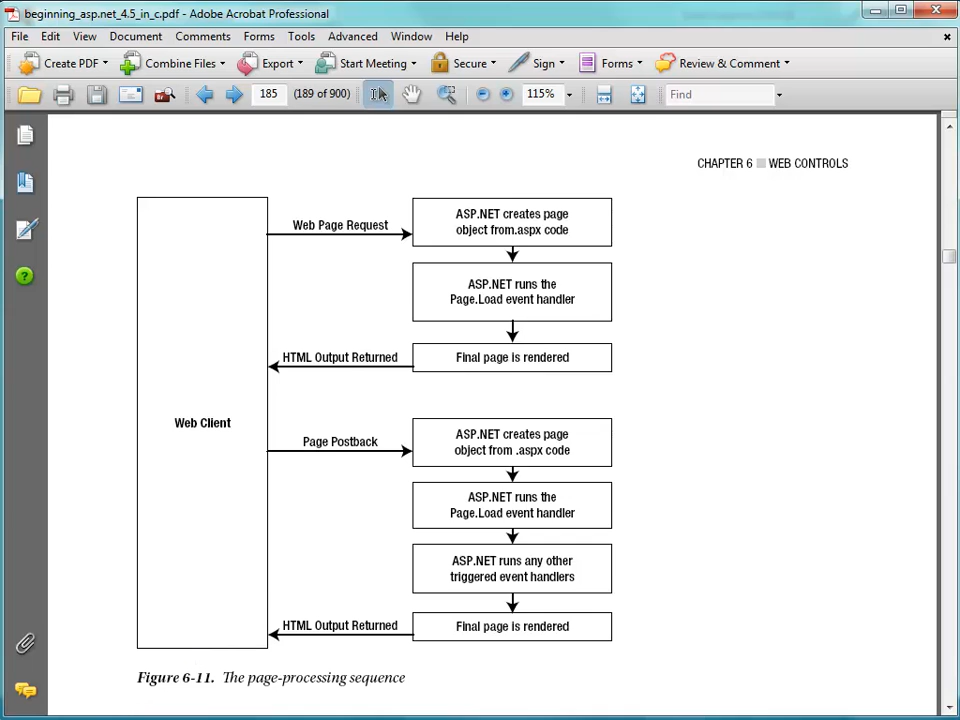 beginning_asp.net_4.5_in_c.pdf - Adobe Acrobat Professional
File Edit View Document Comments Forms Tools Advanced Window Help
Create PDF Combine Files Export Start Meeting Secure Sign Forms Review & Comment
185 (189 of 900) 115% Find
CHAPTER 6 WEB CONTROLS
Web Client
Web Page Request
ASP.NET creates page
object from.aspx code
ASP.NET runs the
Page.Load event handler
HTML Output Returned
Final page is rendered
Page Postback
ASP.NET creates page
object from .aspx code
ASP.NET runs the
Page.Load event handler
ASP.NET runs any other
triggered event handlers
HTML Output Returned
Final page is rendered
Figure 6-11. The page-processing sequence